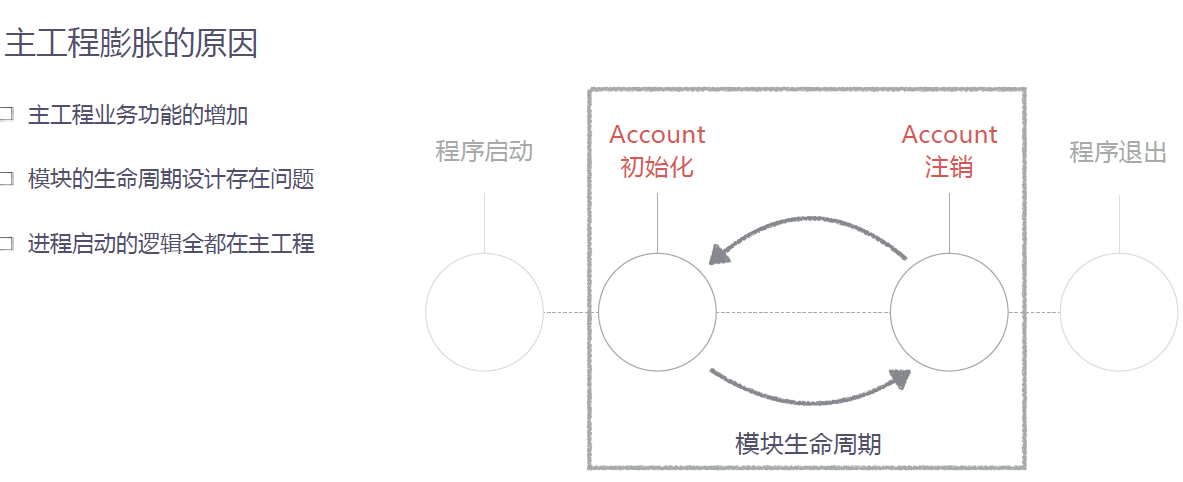 主工程膨胀的原因
主工程业务功能的增加
模块的生命周期设计存在问题
进程启动的逻辑全都在主工程
程序启动
Account
初始化
Account
注销
程序退出
模块生命周期